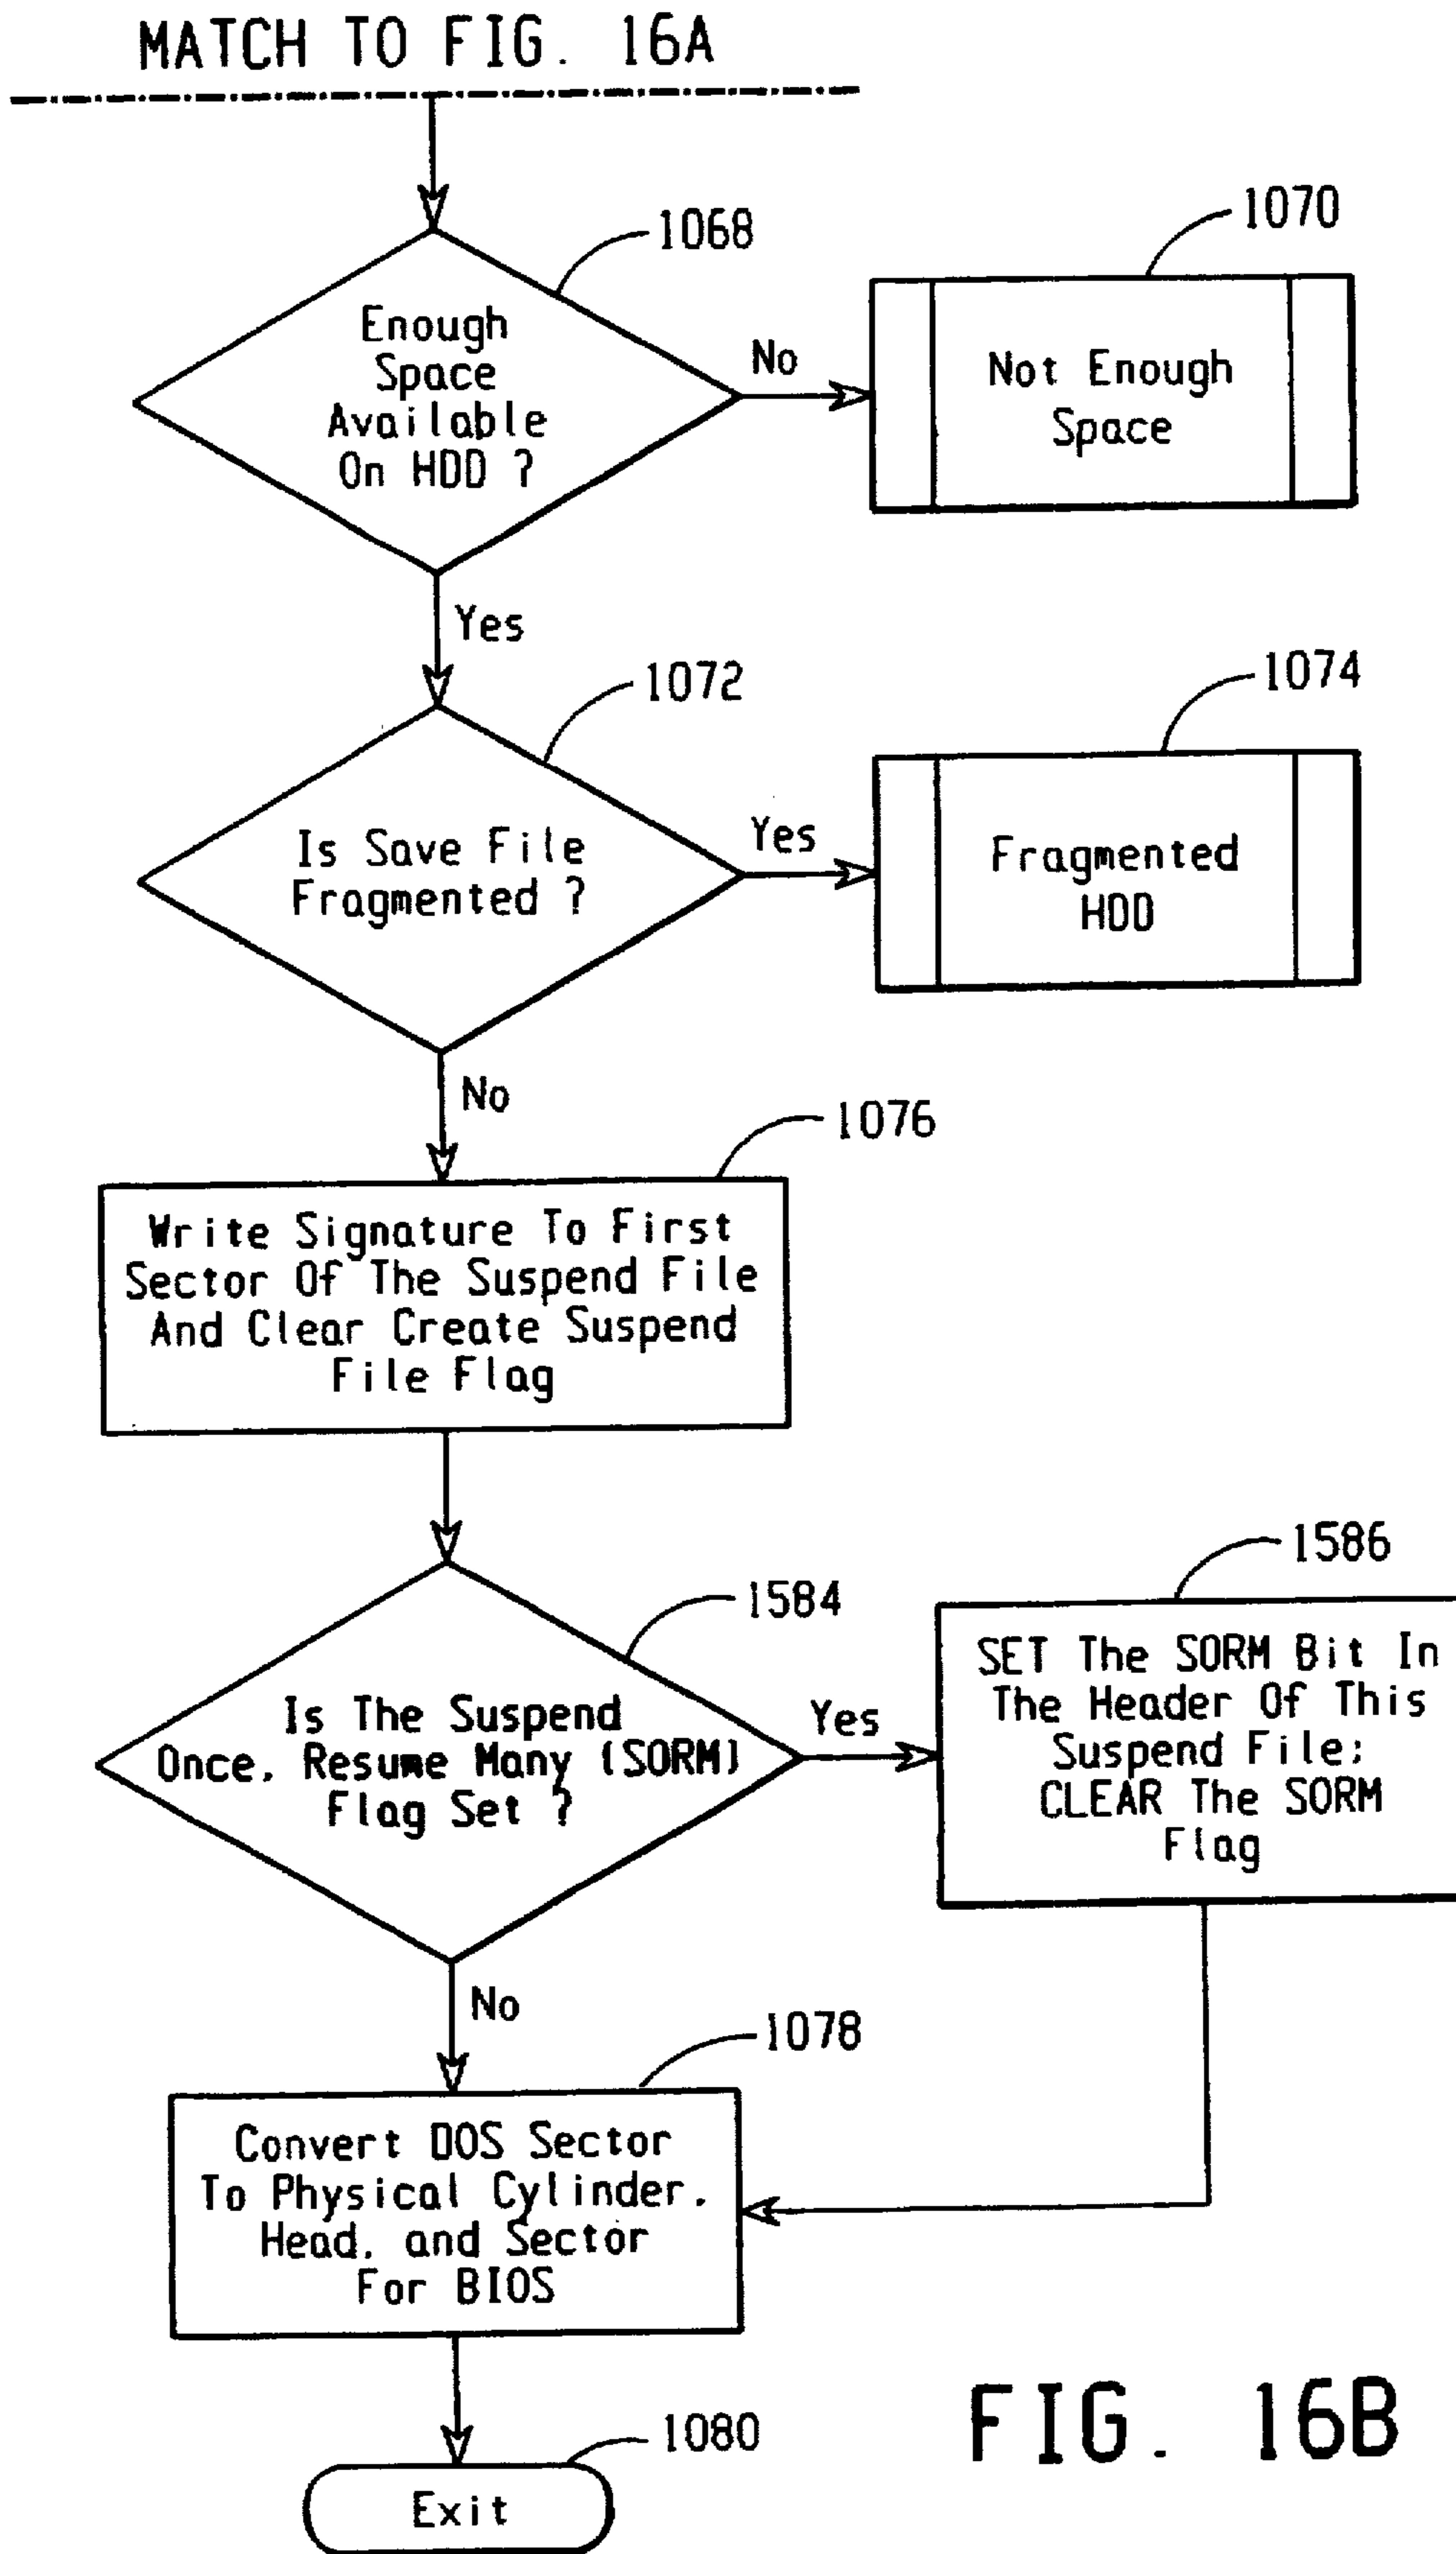 MATCH TO FIG. 16A
1068
1070
Enough
Space
Available
On HDD ?
No
Not Enough
Space
Yes
1072
1074
Is Save File
Fragmented ?
Yes
Fragmented
HDD
No
1076
Write Signature To First
Sector Of The Suspend File
And Clear Create Suspend
File Flag
1584
1586
Is The Suspend
Once, Resume Many (SORM)
Flag Set ?
Yes
SET The SORM Bit In
The Header Of This
Suspend File;
CLEAR The SORM
Flag
No
1078
Convert DOS Sector
To Physical Cylinder,
Head, and Sector
For BIOS
1080
Exit
FIG. 16B